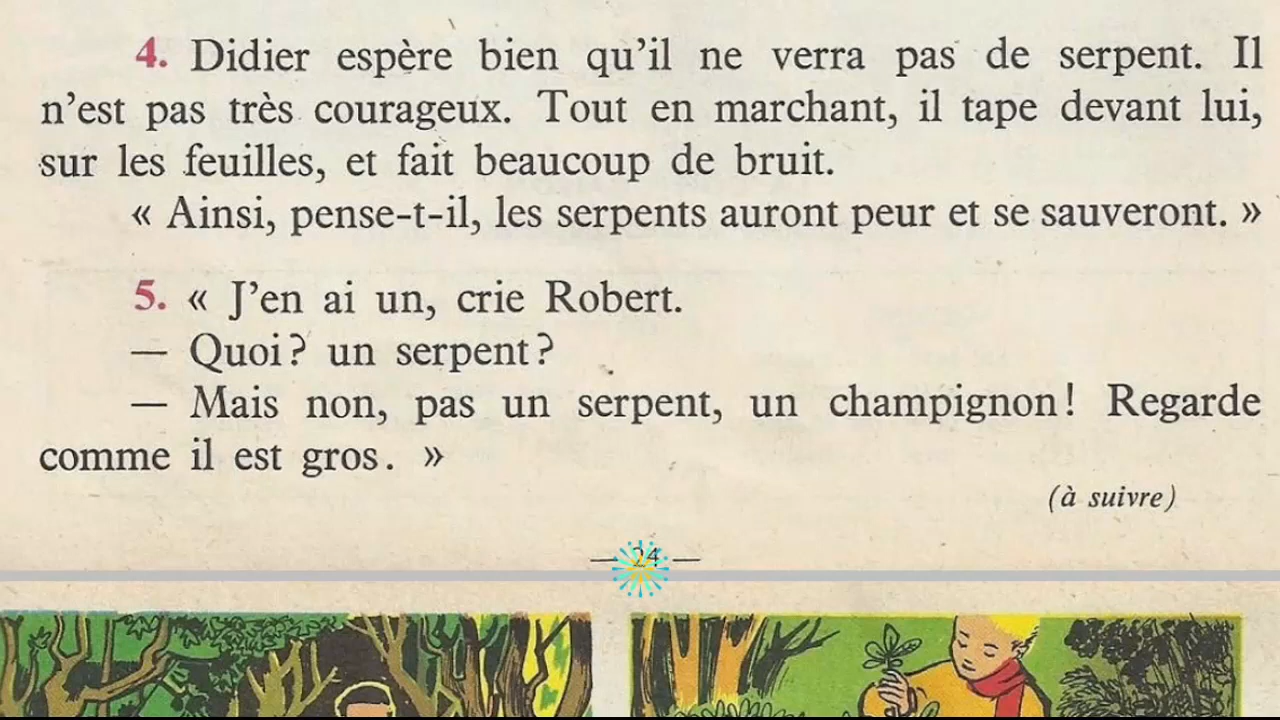 4. Didier espère bien qu'il ne verra pas de serpent. Il
n'est pas très courageux. Tout en marchant, il tape devant lui,
sur les feuilles, et fait beaucoup de bruit.
« Ainsi, pense-t-il, les serpents auront peur et se sauveront. »
5. « J'en ai un, crie Robert.
— Quoi? un serpent?
— Mais non, pas un serpent, un champignon! Regarde
comme il est gros. »
(à suivre)
— 24 —